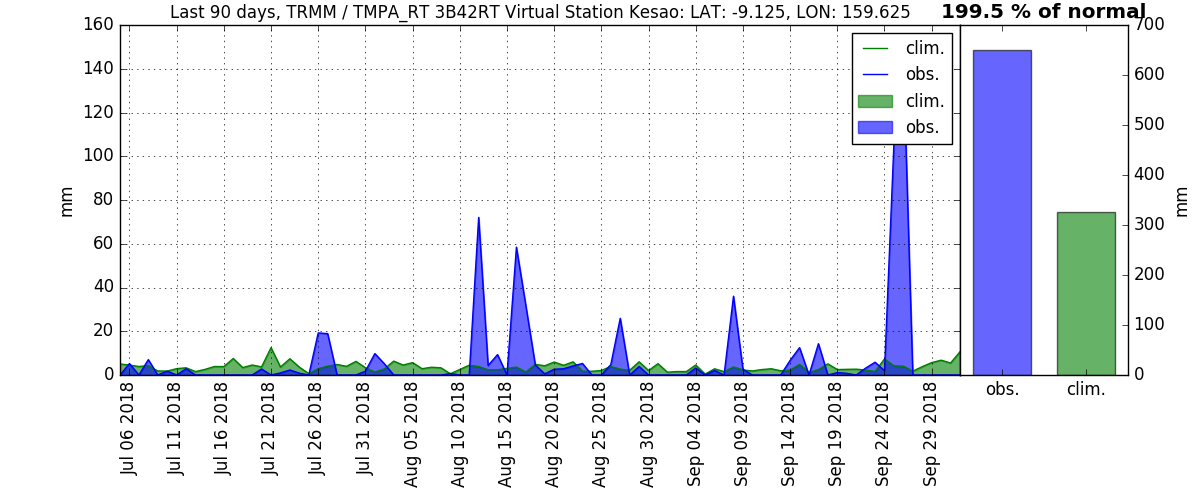 Last 90 days, TRMM / TMPA_RT 3B42RT Virtual Station Kesao: LAT: -9.125, LON: 159.625
199.5 % of normal
160
140
120
100
80
60
40
20
0
mm
clim.
obs.
clim.
obs.
700
600
500
400
300
200
100
0
mm
obs.
clim.
Jul 06 2018
Jul 11 2018
Jul 16 2018
Jul 21 2018
Jul 26 2018
Jul 31 2018
Aug 05 2018
Aug 10 2018
Aug 15 2018
Aug 20 2018
Aug 25 2018
Aug 30 2018
Sep 04 2018
Sep 09 2018
Sep 14 2018
Sep 19 2018
Sep 24 2018
Sep 29 2018